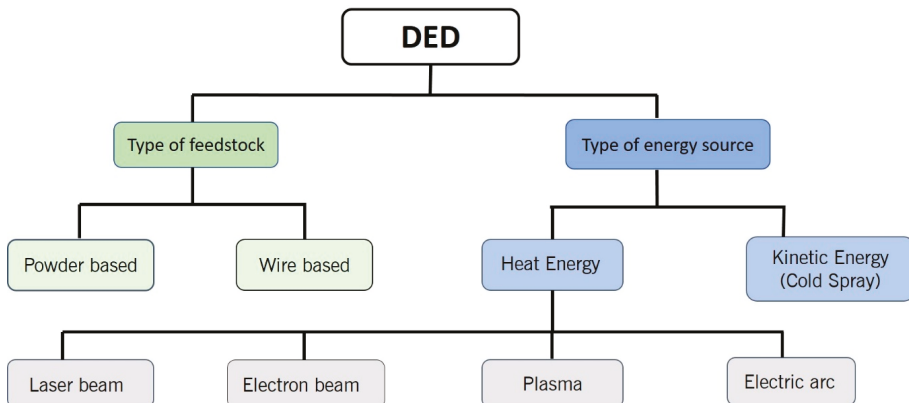 DED
Type of feedstock
Type of energy source
Powder based
Wire based
Heat Energy
Kinetic Energy
(Cold Spray)
Laser beam
Electron beam
Plasma
Electric arc